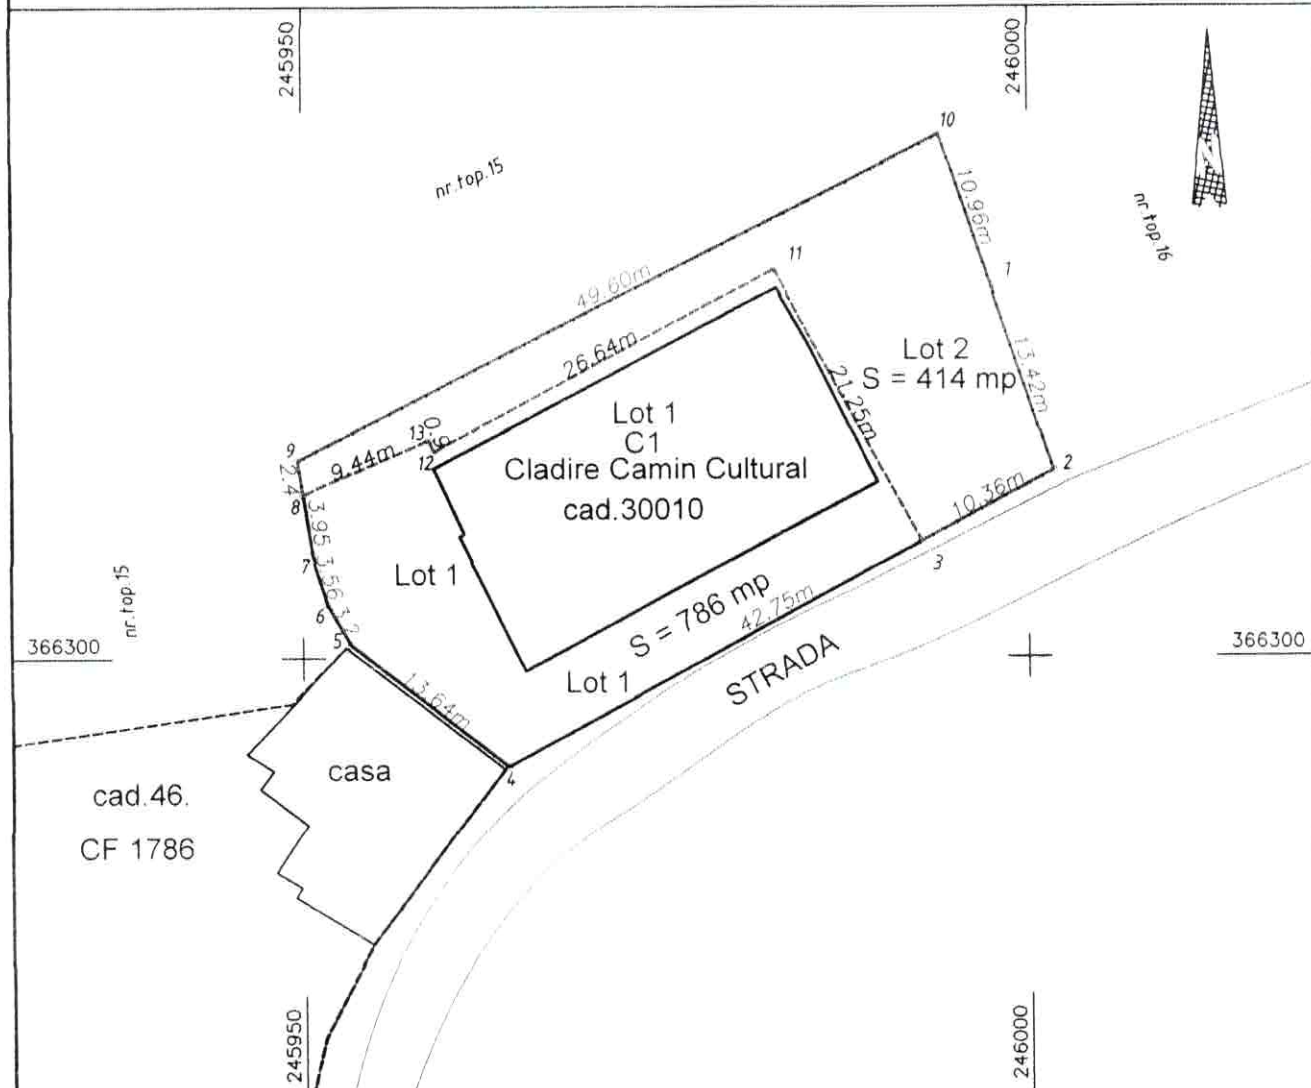 245950
246000
10
nr.top.15
10.96m
nr.top.16
11
1
49.60m
26.64m
Lot 2
S = 414 mp
13.42m
21.25m
Lot 1
C1
Cladire Camin Cultural
cad.30010
13
9
9.44m
12
2
10.36m
2.4
8
3.95
3
7
3.56
Lot 1
S = 786 mp
42.75m
nr.top.15
6
5
366300
366300
13.64m
Lot 1
STRADA
4
casa
cad.46.
CF 1786
245950
246000